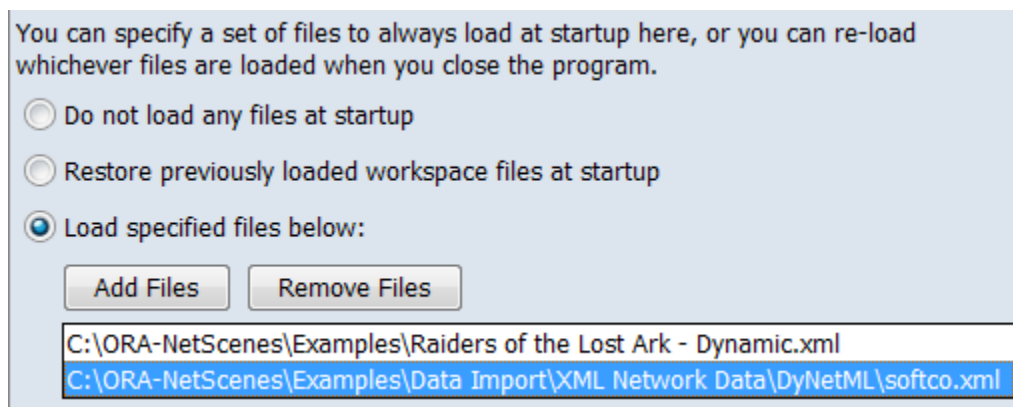 You can specify a set of files to always load at startup here, or you can re-load
whichever files are loaded when you close the program.
Do not load any files at startup
Restore previously loaded workspace files at startup
Load specified files below:
Add Files Remove Files
C:\ORA-NetScenes\Examples\Raiders of the Lost Ark - Dynamic.xml
C:\ORA-NetScenes\Examples\Data Import\XML Network Data\DyNetML\softco.xml